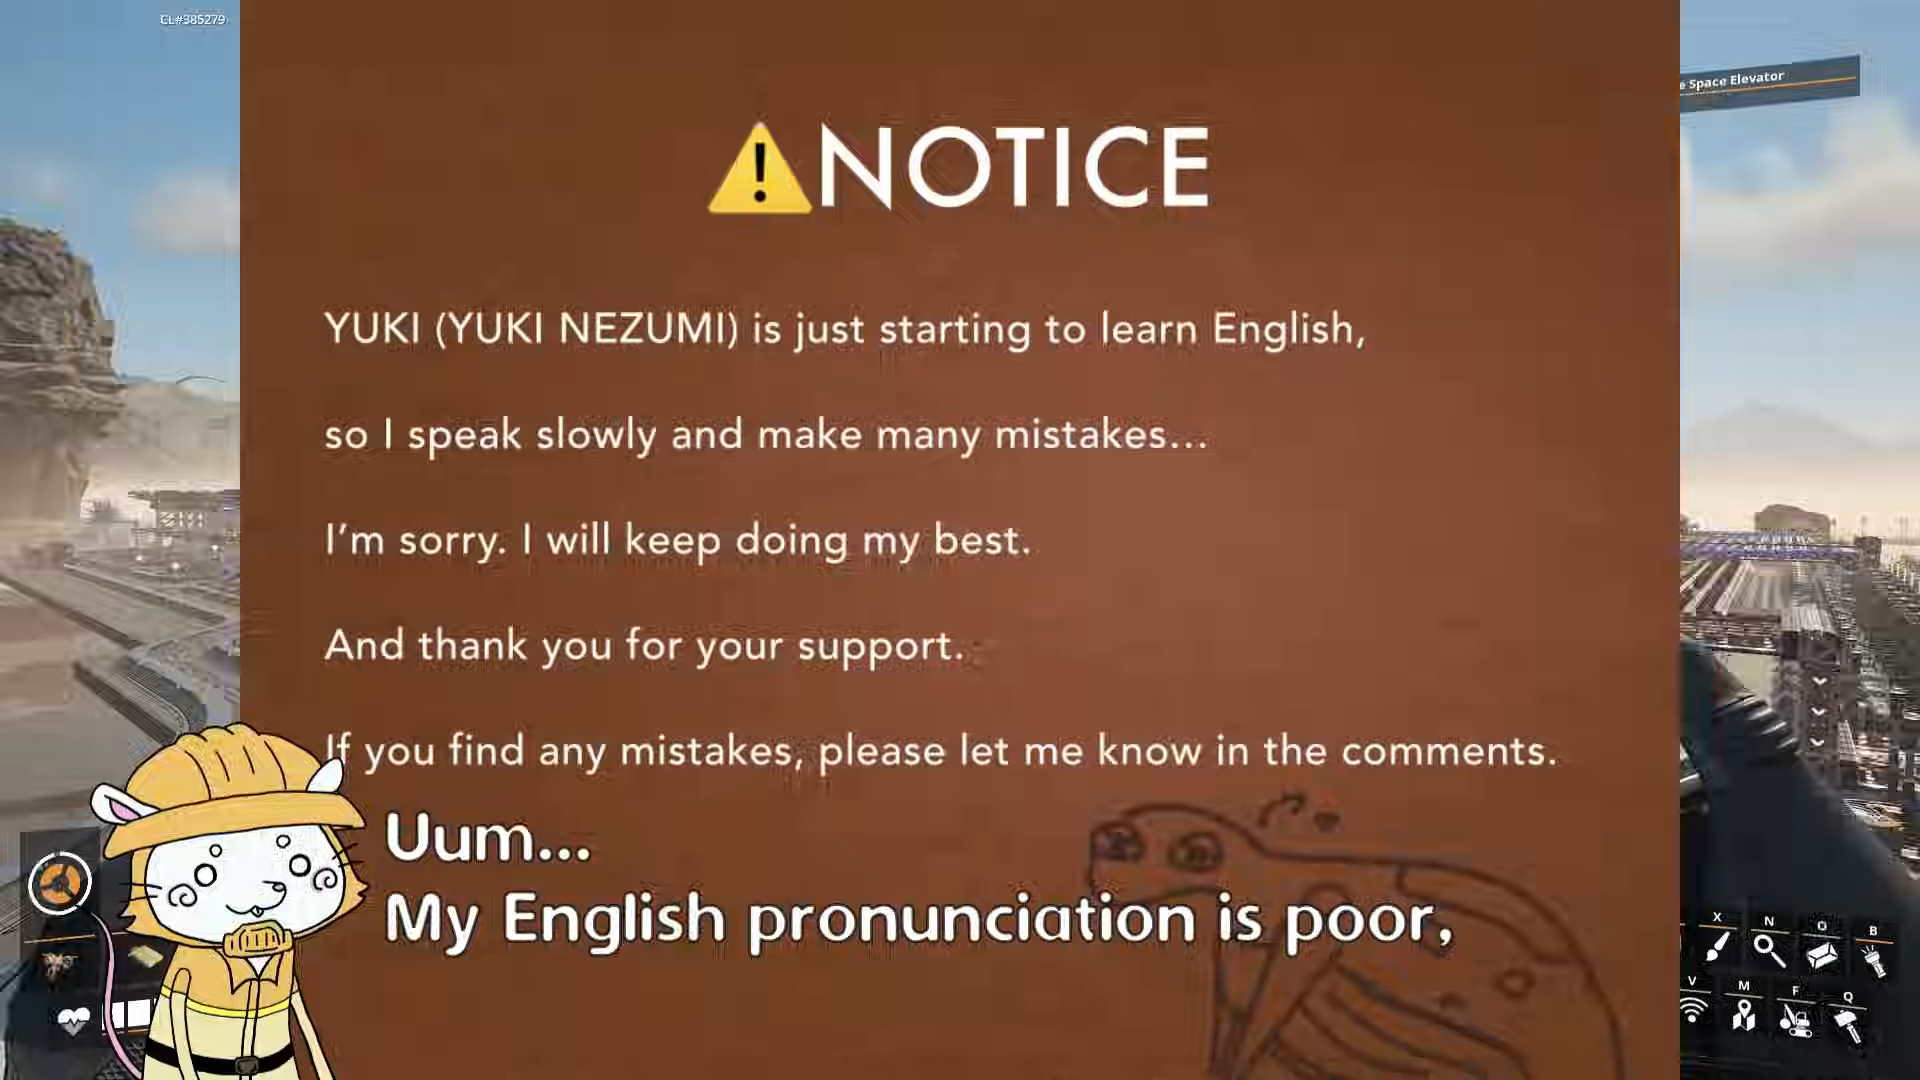 CL#385279
e Space Elevator
⚠NOTICE
YUKI (YUKI NEZUMI) is just starting to learn English,
so I speak slowly and make many mistakes…
I’m sorry. I will keep doing my best.
And thank you for your support.
If you find any mistakes, please let me know in the comments.
Uum...
My English pronunciation is poor,
X N O B
V M F Q